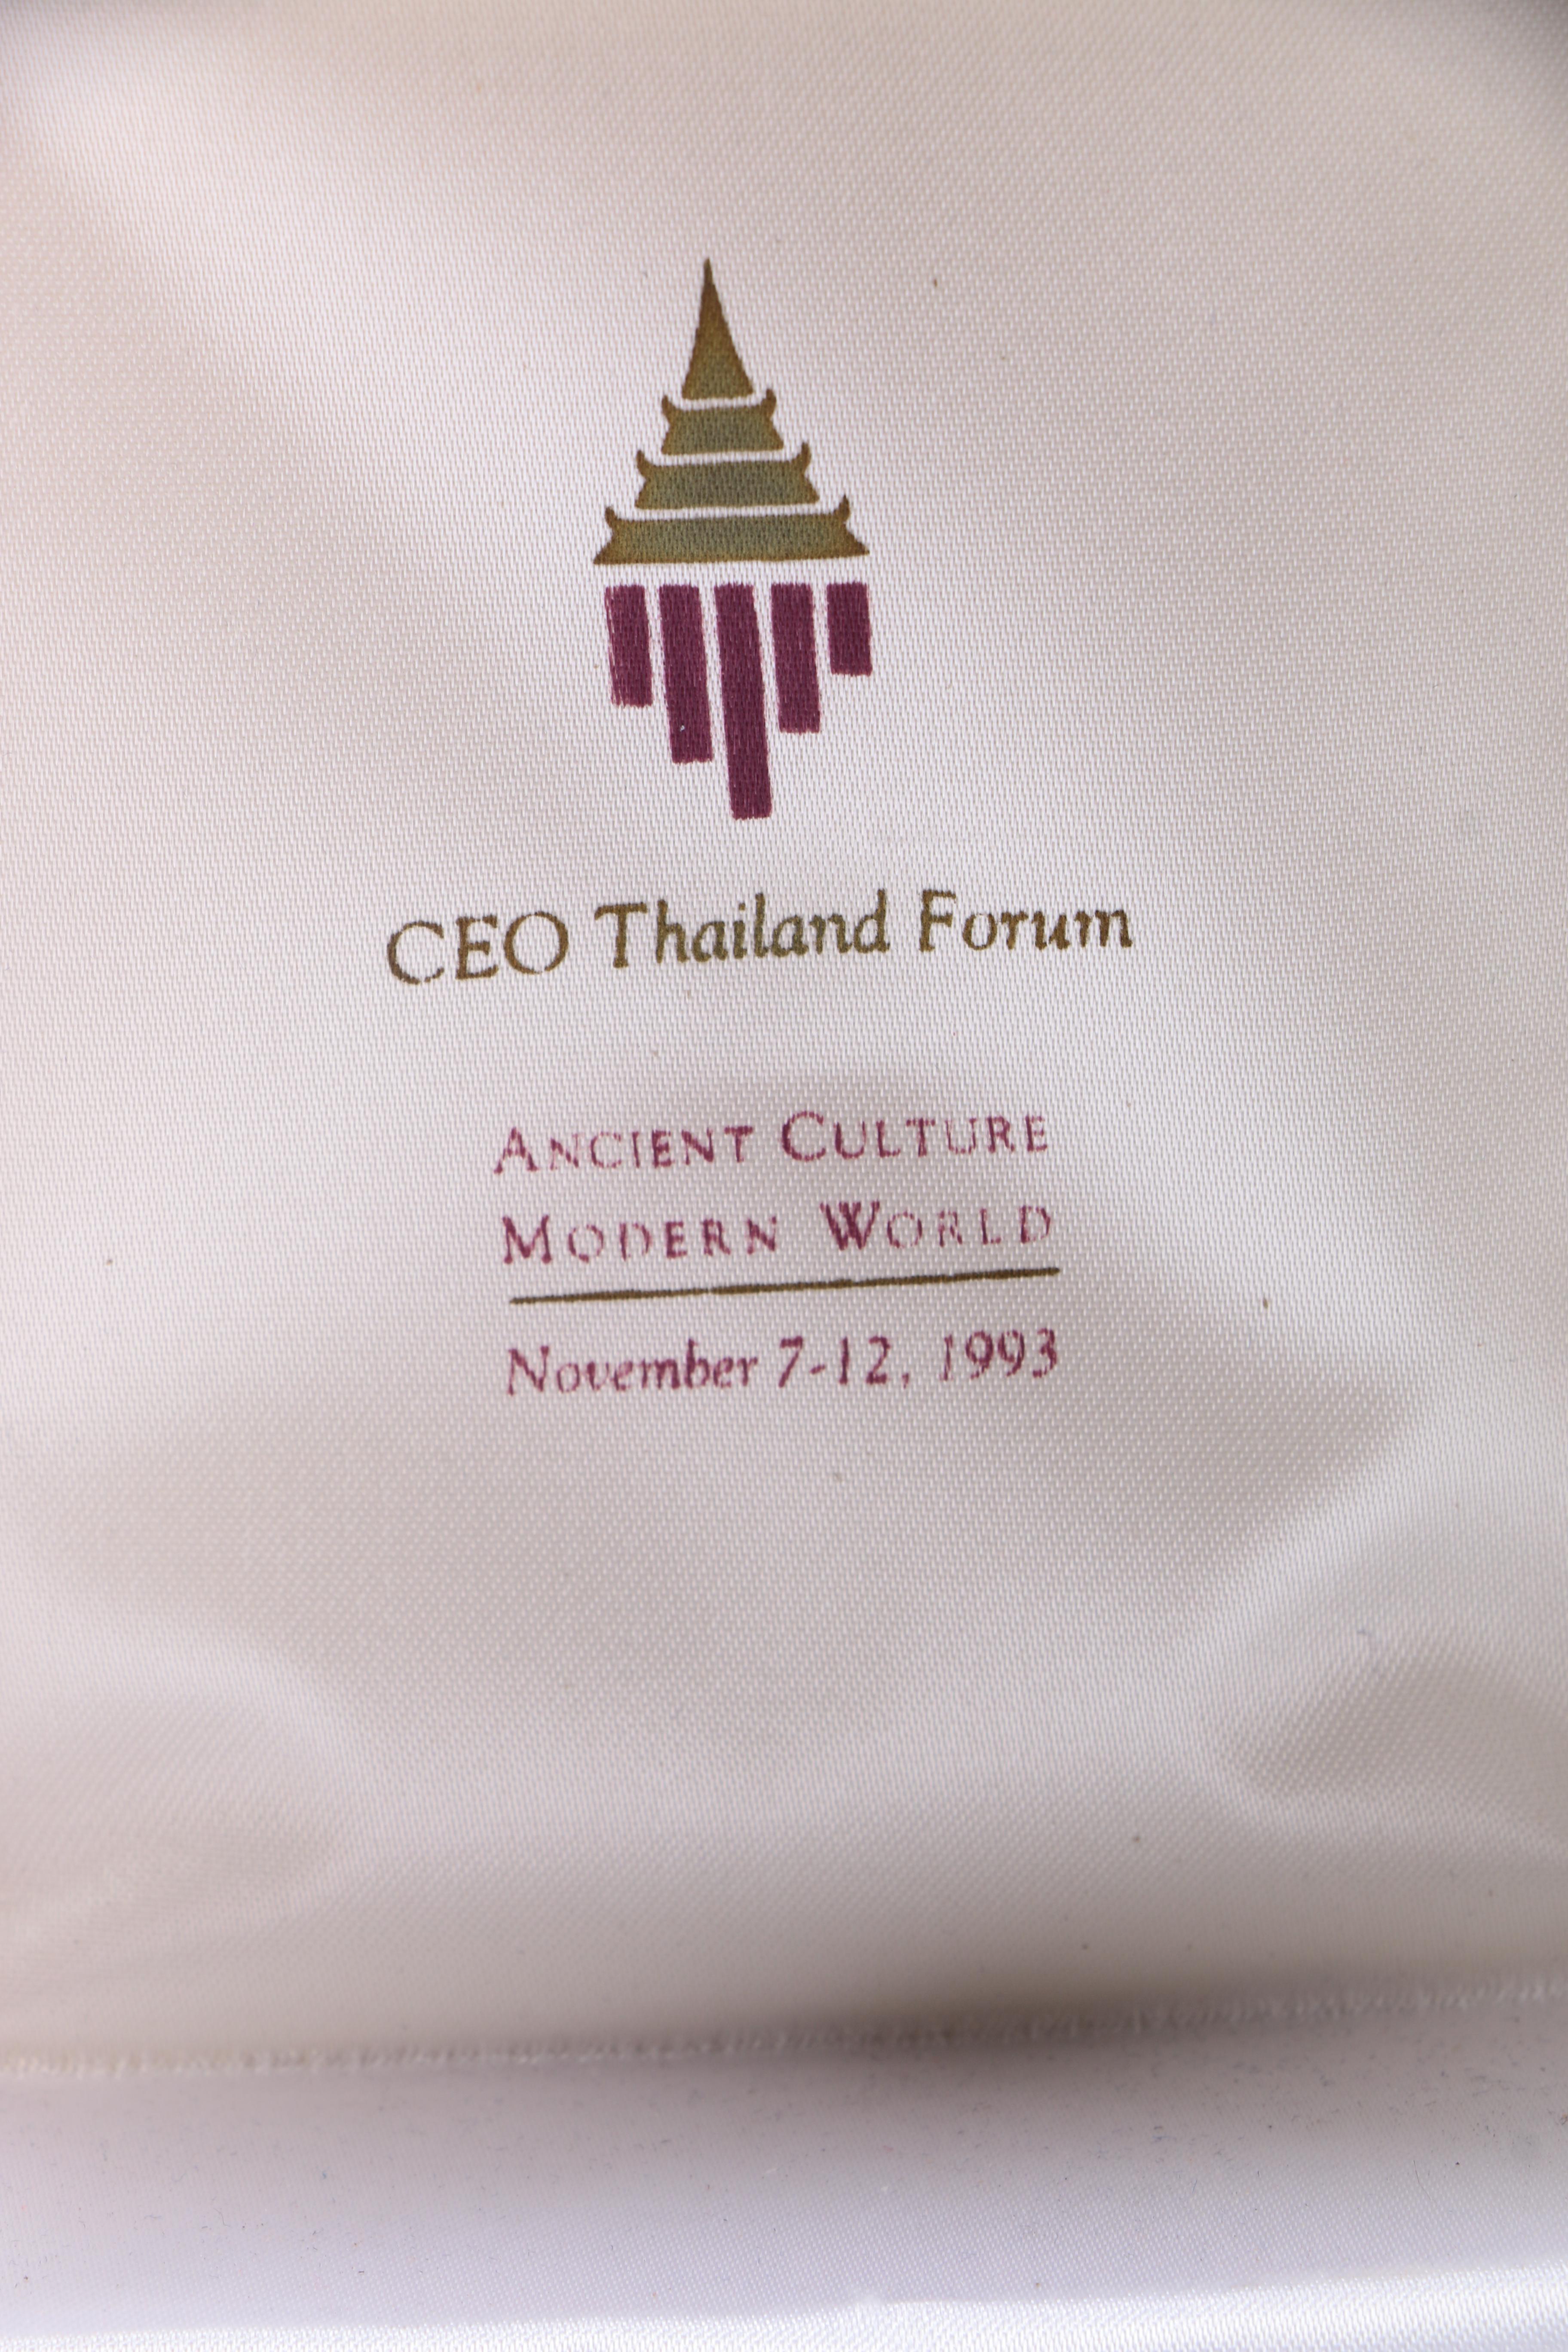 CEO Thailand Forum
ANCIENT CULTURE
MODERN WORLD
November 7-12, 1993